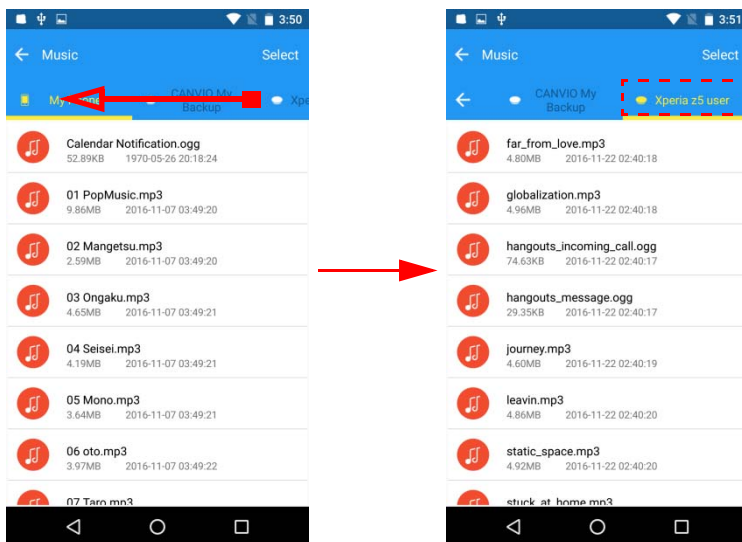 3:50
Music
Select
My Phone
CANVIO My
Backup
Xpe
Calendar Notification.ogg
52.89KB 1970-05-26 20:18:24
01 PopMusic.mp3
9.86MB 2016-11-07 03:49:20
02 Mangetsu.mp3
2.59MB 2016-11-07 03:49:20
03 Ongaku.mp3
4.65MB 2016-11-07 03:49:21
04 Seisei.mp3
4.19MB 2016-11-07 03:49:21
05 Mono.mp3
3.64MB 2016-11-07 03:49:21
06 oto.mp3
3.97MB 2016-11-07 03:49:22
07 Taro.mp3
3:51
Music
Select
CANVIO My
Backup
Xperia z5 user
far_from_love.mp3
4.80MB 2016-11-22 02:40:18
globalization.mp3
4.96MB 2016-11-22 02:40:18
hangouts_incoming_call.ogg
74.63KB 2016-11-22 02:40:17
hangouts_message.ogg
29.35KB 2016-11-22 02:40:17
journey.mp3
4.60MB 2016-11-22 02:40:19
leavin.mp3
4.86MB 2016-11-22 02:40:20
static_space.mp3
4.92MB 2016-11-22 02:40:20
stuck_at_home.mp3